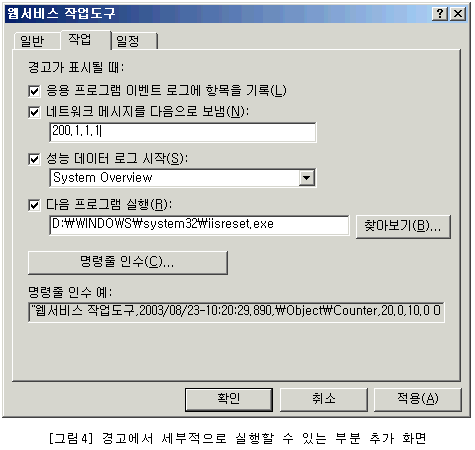 웹서비스 작업도구
일반 작업 일정
경고가 표시될 때:
응용 프로그램 이벤트 로그에 항목을 기록(L)
네트워크 메시지를 다음으로 보냄(N):
200.1.1.1
성능 데이터 로그 시작(S):
System Overview
다음 프로그램 실행(R):
D:\WINDOWS\system32\iisreset.exe 찾아보기(B)...
명령줄 인수(C)...
명령줄 인수 예:
"웹서비스 작업도구,2003/08/23-10:20:29.890,\Object\Counter,20.0,10.0 0
확인 취소 적용(A)
[그림4] 경고에서 세부적으로 실행할 수 있는 부분 추가 화면